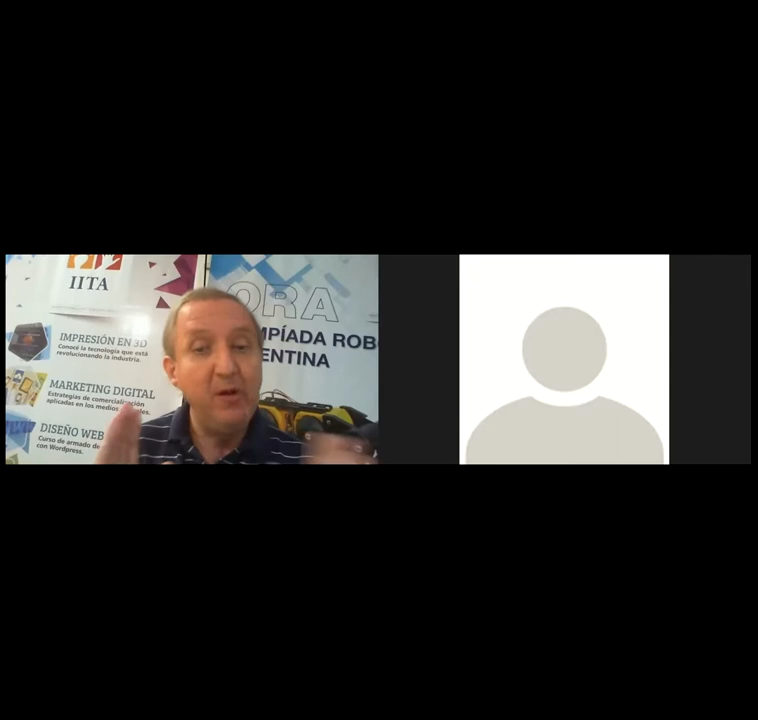 IITA
IMPRESIÓN EN 3D
Conocé la tecnología que está
revolucionando la industria.
MARKETING DIGITAL
Estrategias de comercialización
aplicadas en los medios
DISEÑO WEB
Curso de armado de
con Wordpress.
ORA
MPÍADA ROB
ENTINA